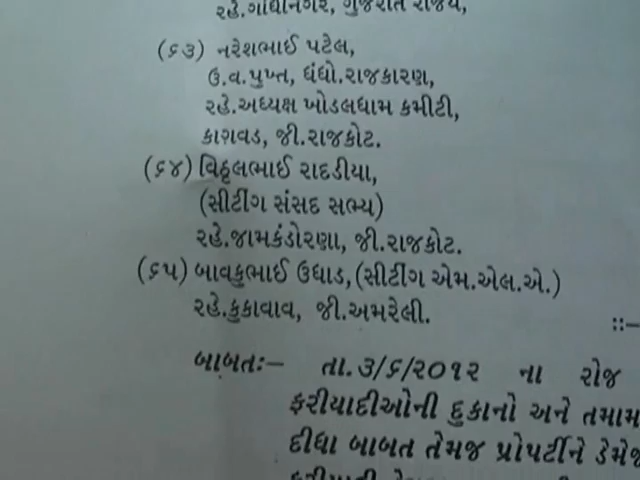 રહે.ગાંધીનગર, ગુજરાત રાજય,
(૬૩) નરેશભાઈ પટેલ,
ઉ.વ.પુખ્ત, ધંધો.રાજકારણ,
રહે.અધ્યક્ષ ખોડલધામ કમીટી,
કાગવડ, જી.રાજકોટ.
(૬૪) વિઠ્ઠલભાઈ રાદડીયા,
(સીટીંગ સંસદ સભ્ય)
રહે.જામકંડોરણા, જી.રાજકોટ.
(૬૫) બાવકુભાઈ ઉધાડ,(સીટીંગ એમ.એલ.એ.)
રહે.કુકાવાવ, જી.અમરેલી.
::–
બાબતઃ– તા.૩/૬/૨૦૧૨ ના રોજ
ફરીયાદીઓની દુકાનો અને તમામ
દીધા બાબત તેમજ પ્રોપર્ટીને ડેમેજ